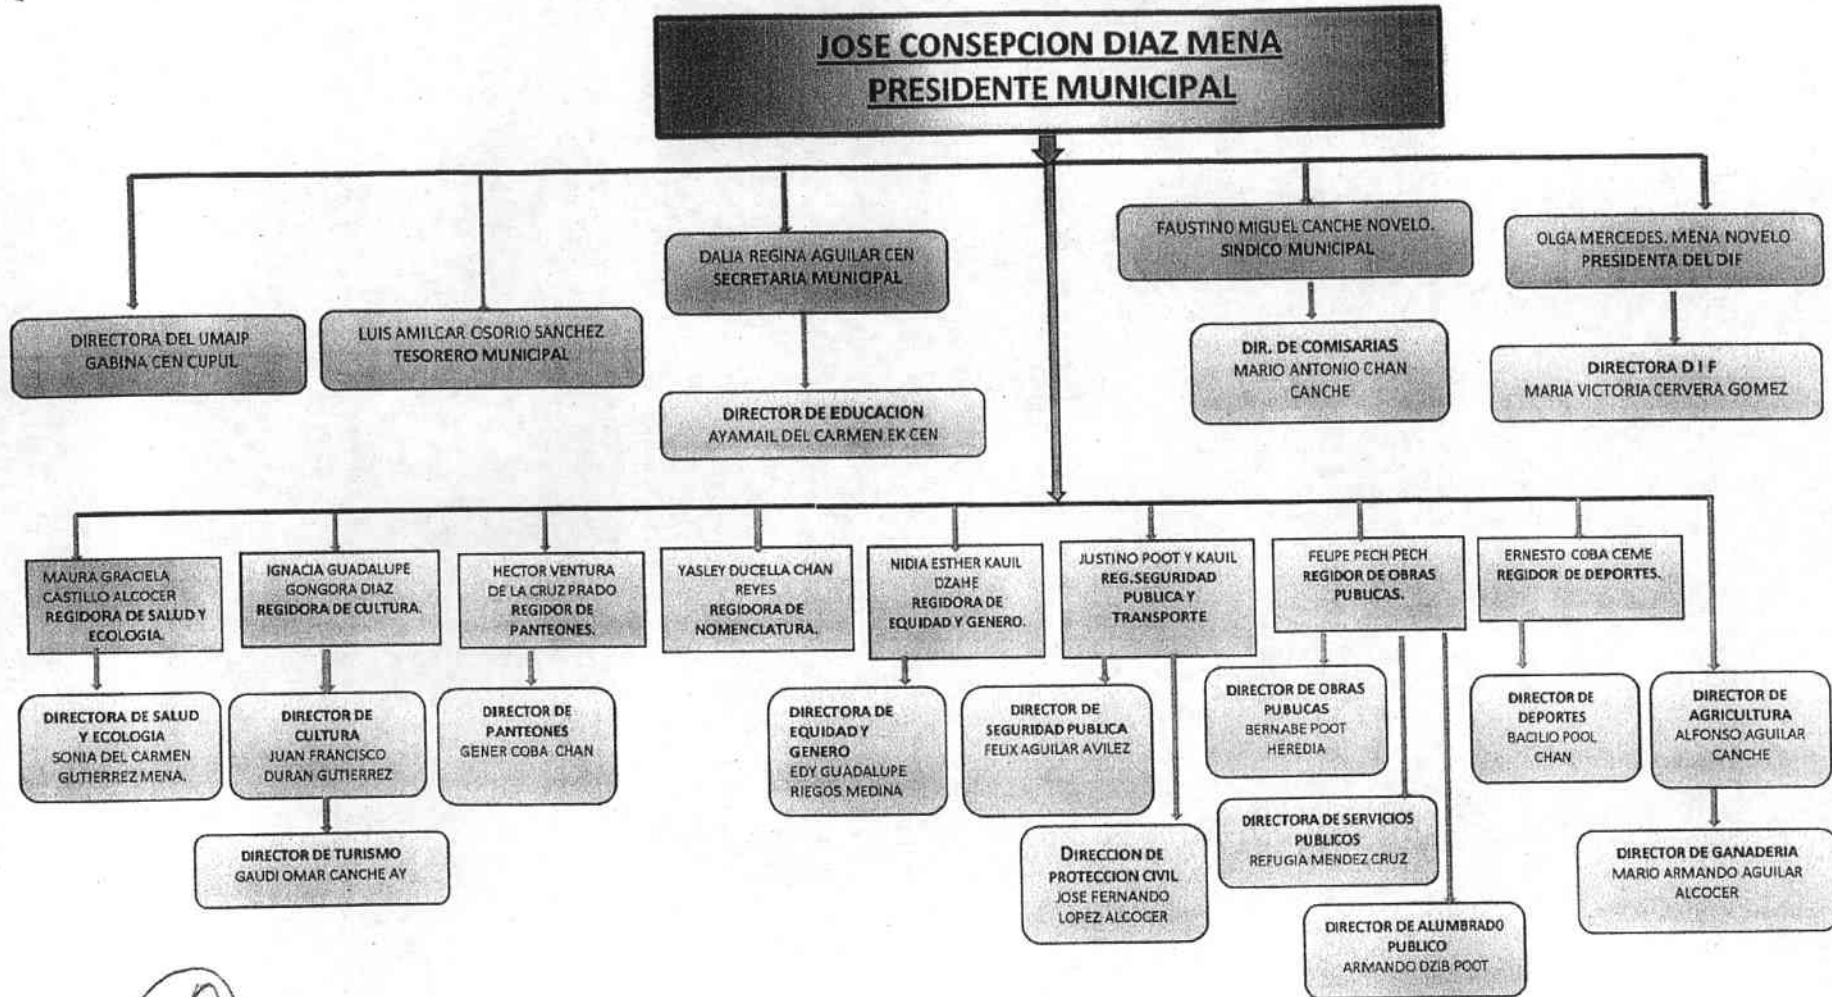 JOSE CONSEPCION DIAZ MENA
PRESIDENTE MUNICIPAL
DIRECTORA DEL UMAIP
GABINA CEN CUPUL
LUIS AMILCAR OSORIO SANCHEZ
TESORERO MUNICIPAL
DALIA REGINA AGUILAR CEN
SECRETARIA MUNICIPAL
FAUSTINO MIGUEL CANCHE NOVELO.
SINDICO MUNICIPAL
OLGA MERCEDES. MENA NOVELO
PRESIDENTA DEL DIF
DIRECTOR DE EDUCACION
AYAMAIL DEL CARMEN EK CEN
DIR. DE COMISARIAS
MARIO ANTONIO CHAN
CANCHE
DIRECTORA D I F
MARIA VICTORIA CERVERA GOMEZ
MAURA GRACIELA
CASTILLO ALCOCER
REGIDORA DE SALUD Y
ECOLOGIA.
IGNACIA GUADALUPE
GONGORA DIAZ
REGIDORA DE CULTURA.
HECTOR VENTURA
DE LA CRUZ PRADO
REGIDOR DE
PANTEONES.
YASLEY DUCELLA CHAN
REYES
REGIDORA DE
NOMENCLATURA.
NIDIA ESTHER KAUIL
DZAHE
REGIDORA DE
EQUIDAD Y GENERO.
JUSTINO POOT Y KAUIL
REG.SEGURIDAD
PUBLICA Y
TRANSPORTE
FELIPE PECH PECH
REGIDOR DE OBRAS
PUBLICAS.
ERNESTO COBA CEME
REGIDOR DE DEPORTES.
DIRECTORA DE SALUD
Y ECOLOGIA
SONIA DEL CARMEN
GUTIERREZ MENA.
DIRECTOR DE
CULTURA
JUAN FRANCISCO
DURAN GUTIERREZ
DIRECTOR DE
PANTEONES
GENER COBA CHAN
DIRECTORA DE
EQUIDAD Y
GENERO
EDY GUADALUPE
RIEGOS MEDINA
DIRECTOR DE
SEGURIDAD PUBLICA
FELIX AGUILAR AVILEZ
DIRECTOR DE OBRAS
PUBLICAS
BERNABE POOT
HEREDIA
DIRECTOR DE
DEPORTES
BACILIO POOL
CHAN
DIRECTOR DE
AGRICULTURA
ALFONSO AGUILAR
CANCHE
DIRECTOR DE TURISMO
GAUDI OMAR CANCHE AY
DIRECCION DE
PROTECCION CIVIL
JOSE FERNANDO
LOPEZ ALCOCER
DIRECTORA DE SERVICIOS
PUBLICOS
REFUGIA MENDEZ CRUZ
DIRECTOR DE GANADERIA
MARIO ARMANDO AGUILAR
ALCOCER
DIRECTOR DE ALUMBRADO
PUBLICO
ARMANDO DZIB POOT